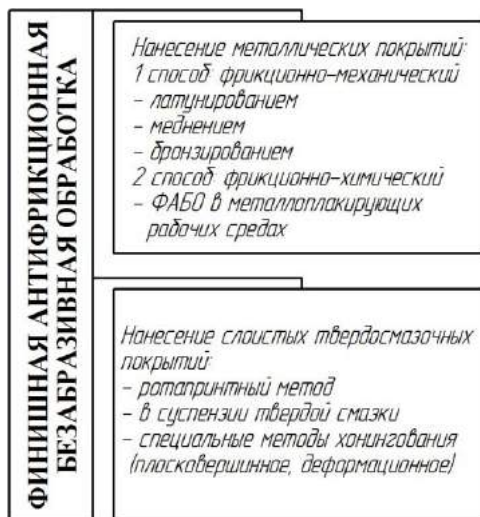 ФИНИШНАЯ АНТИФРИКЦИОННАЯ
БЕЗАБРАЗИВНАЯ ОБРАБОТКА
Нанесение металлических покрытий:
1 способ фрикционно-механический
- латунированием
- меднением
- бронзированием
2 способ фрикционно-химический
- ФАБО в металлоплакирующих
рабочих средах
Нанесение слоистых твердосмазочных
покрытий:
- ротапринтный метод
- в суспензии твердой смазки
- специальные методы хонингования
(плосковершинное, деформационное)